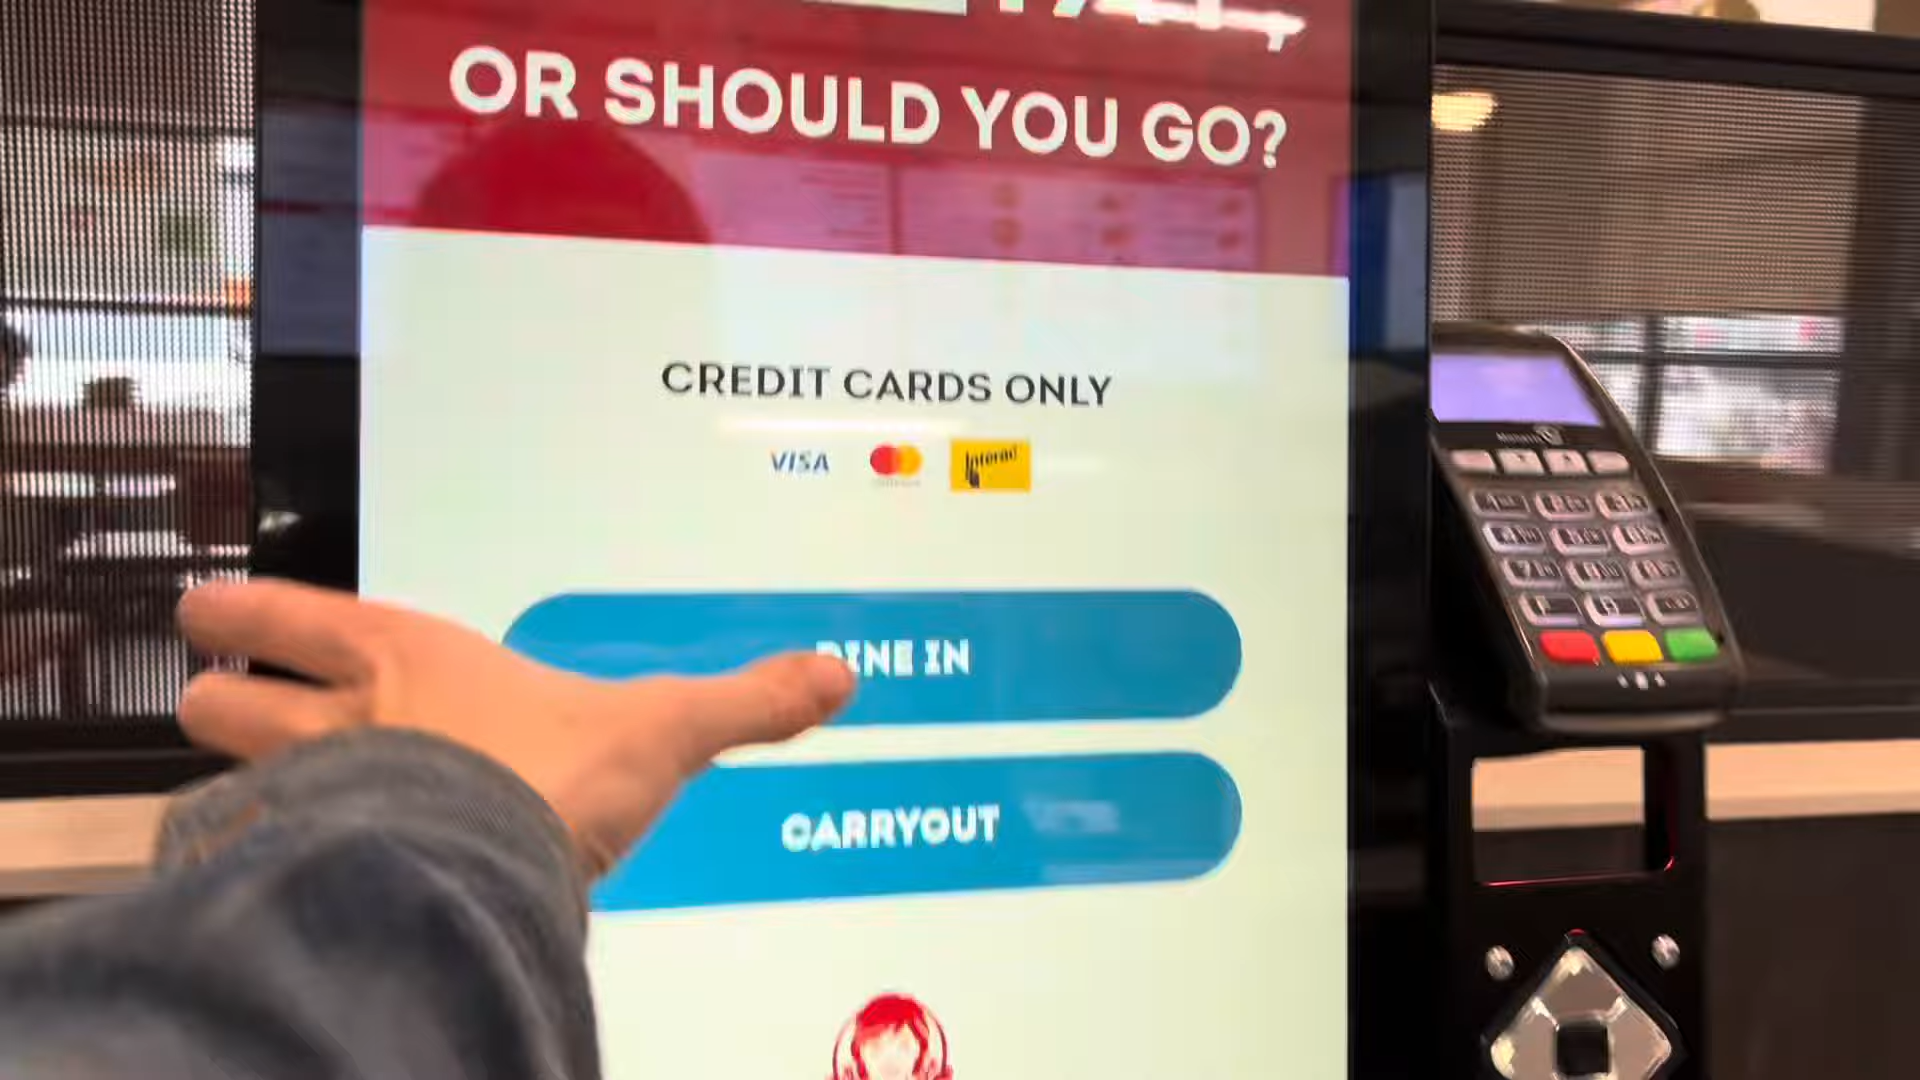 OR SHOULD YOU GO?
CREDIT CARDS ONLY
VISA
Interac
DINE IN
CARRYOUT